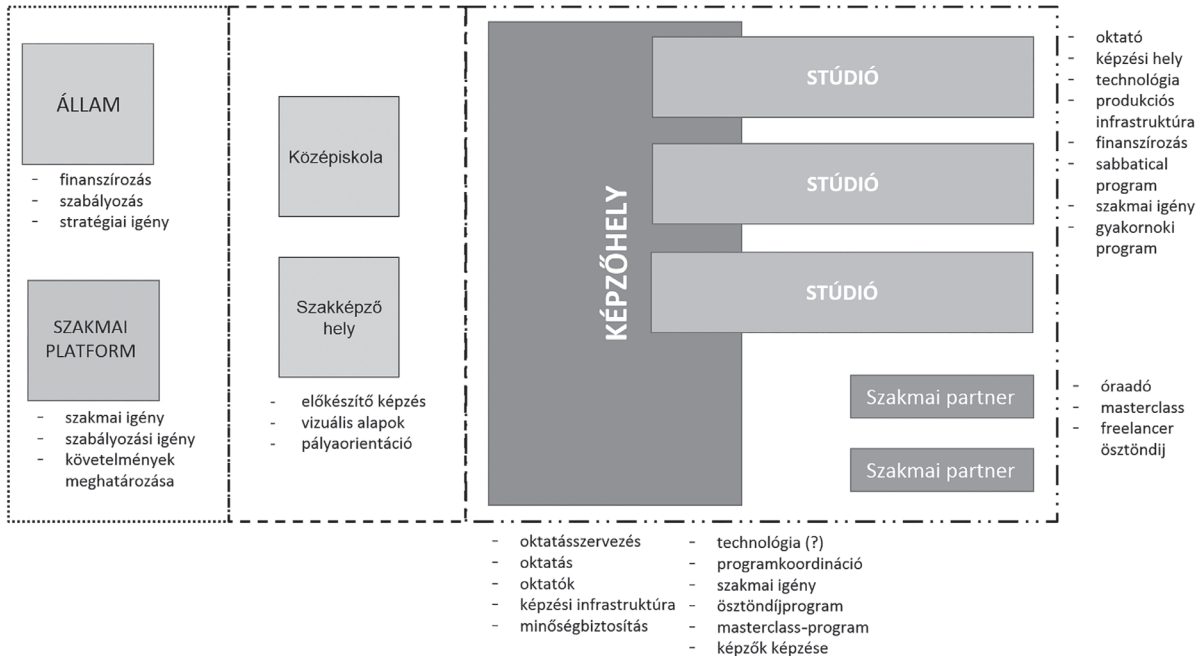 ÁLLAM
- finanszírozás
- szabályozás
- stratégiai igény
SZAKMAI
PLATFORM
- szakmai igény
- szabályozási igény
- követelmények
meghatározása
Középiskola
Szakképző
hely
- előkészítő képzés
- vizuális alapok
- pályaorientáció
KÉPZŐHELY
STÚDIÓ
STÚDIÓ
STÚDIÓ
Szakmai partner
Szakmai partner
- oktató
- képzési hely
- technológia
- produkciós
infrastruktúra
- finanszírozás
- sabbatical
program
- szakmai igény
- gyakornoki
program
- óraadó
- masterclass
- freelancer
ösztöndij
- oktatásszervezés
- oktatás
- oktatók
- képzési infrastruktúra
- minőségbiztosítás
- technológia (?)
- programkoordináció
- szakmai igény
- ösztöndíjprogram
- masterclass-program
- képzők képzése